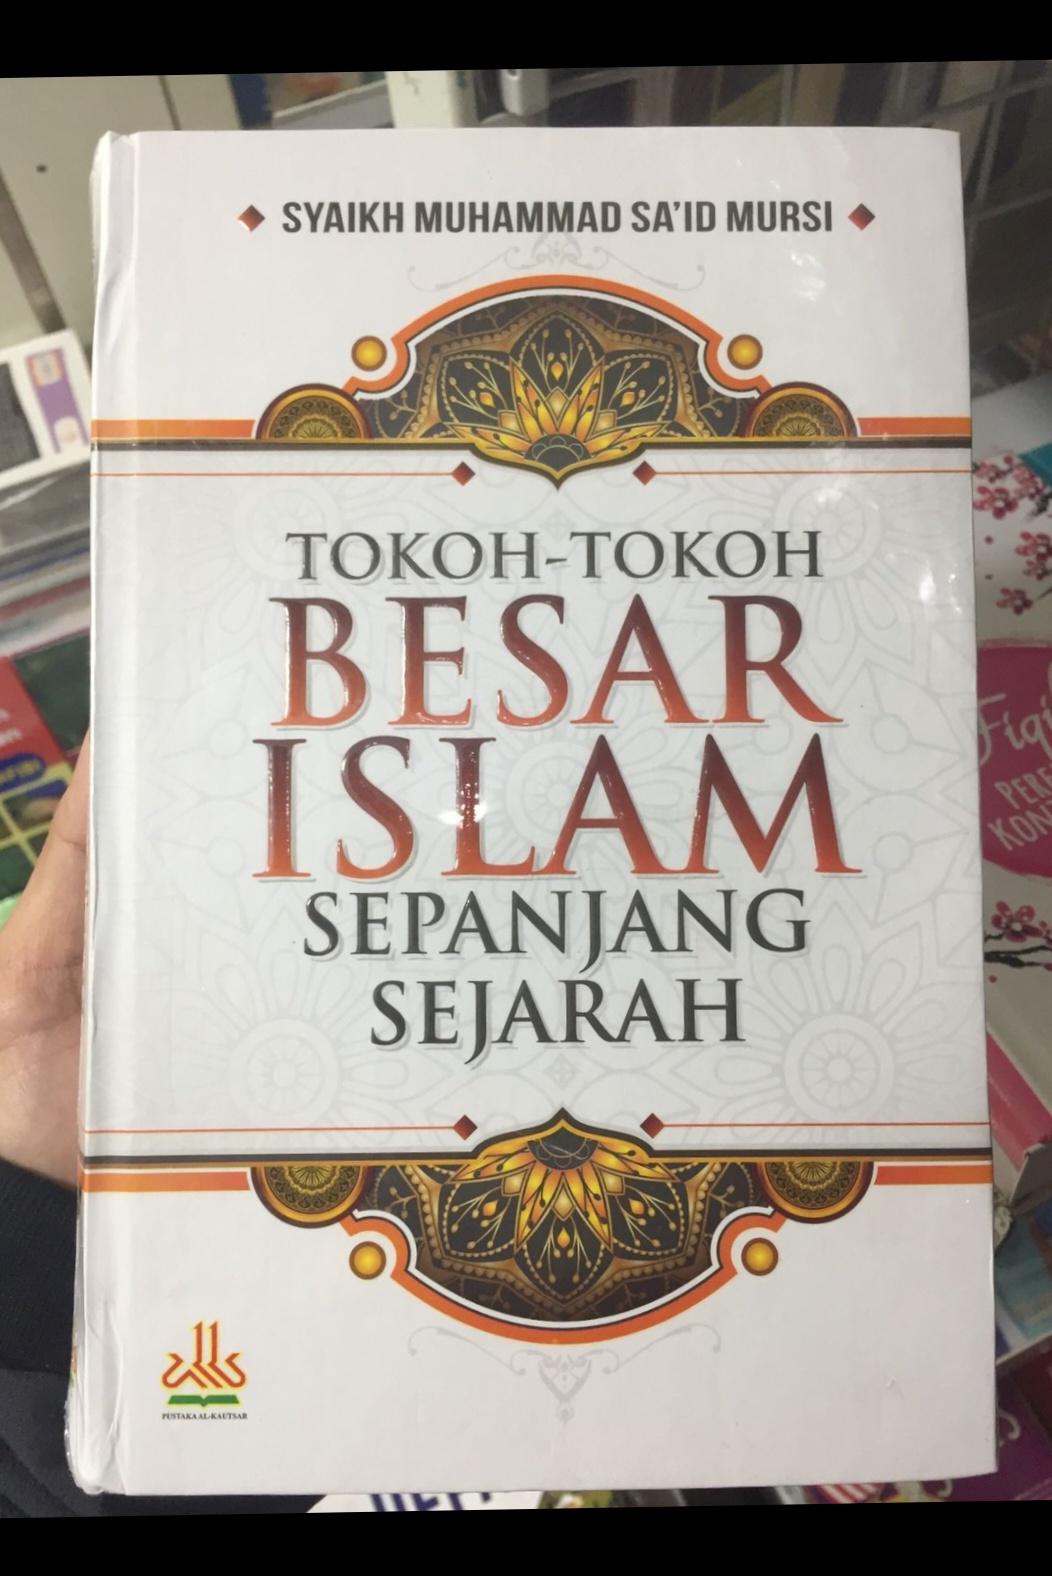 SYAIKH MUHAMMAD SA'ID MURSI
TOKOH-TOKOH
BESAR
ISLAM
SEPANJANG
SEJARAH
PUSTAKA AL-KAUTSAR